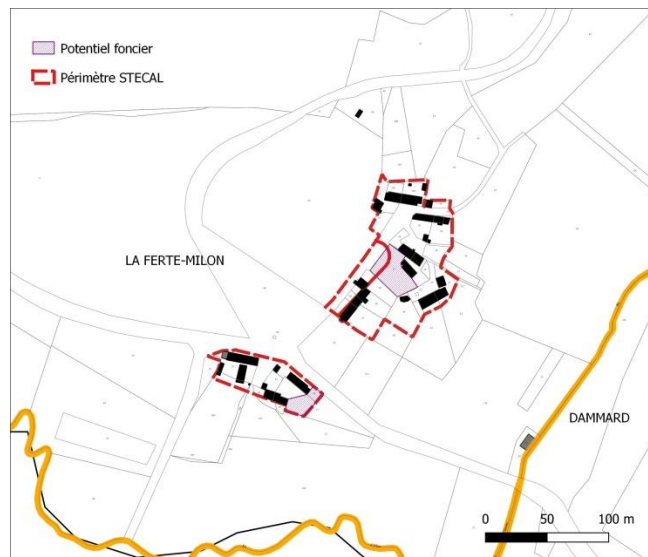 Potentiel foncier
Périmètre STECAL
LA FERTE-MILON
DAMMARD
0 50 100 m